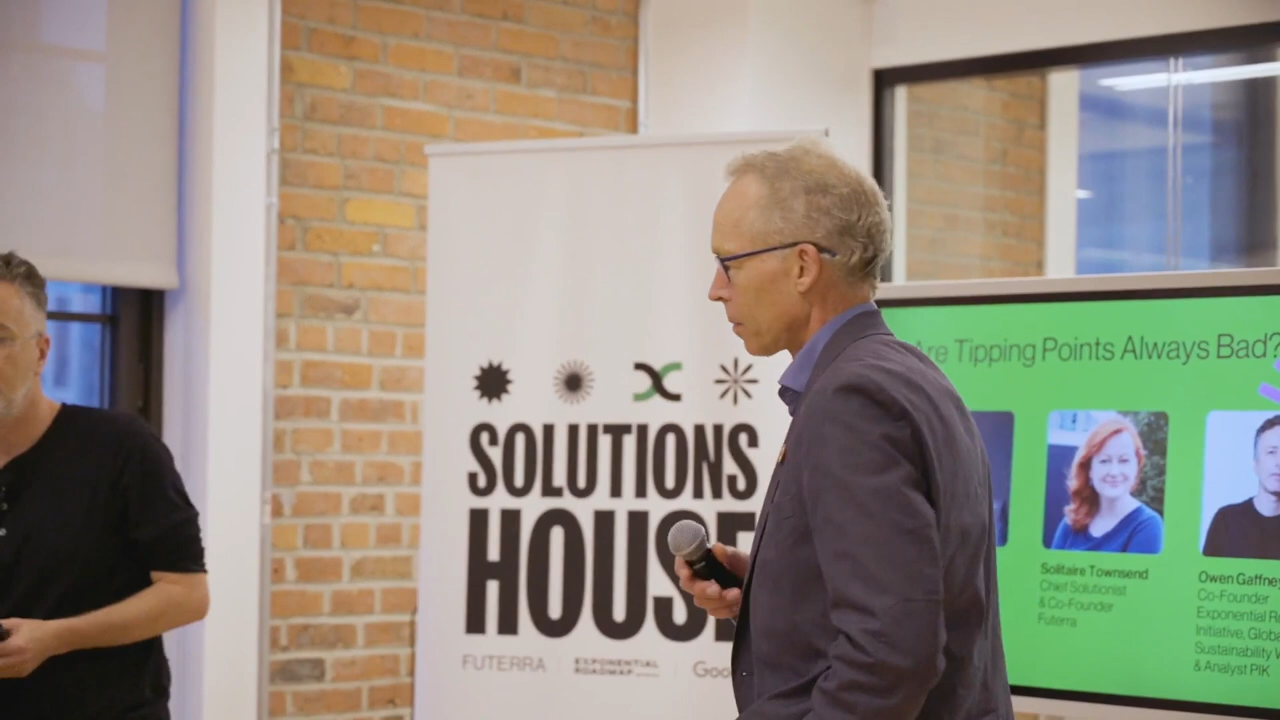 SOLUTIONS
HOUSE
FUTERRA
EXPONENTIAL
ROADMAP
Are Tipping Points Always Bad?
Solitaire Townsend
Chief Solutionist
& Co-Founder
Futerra
Owen Gaffney
Co-Founder
Exponential
Initiative,
Sustainability
& Analyst PIK